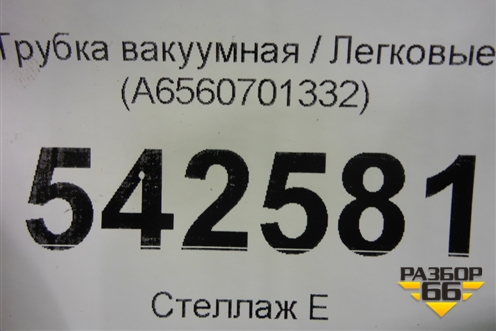 Трубка вакуумная / Легковые
(A6560701332)
542581
Стеллаж Е
РАЗБОР
66